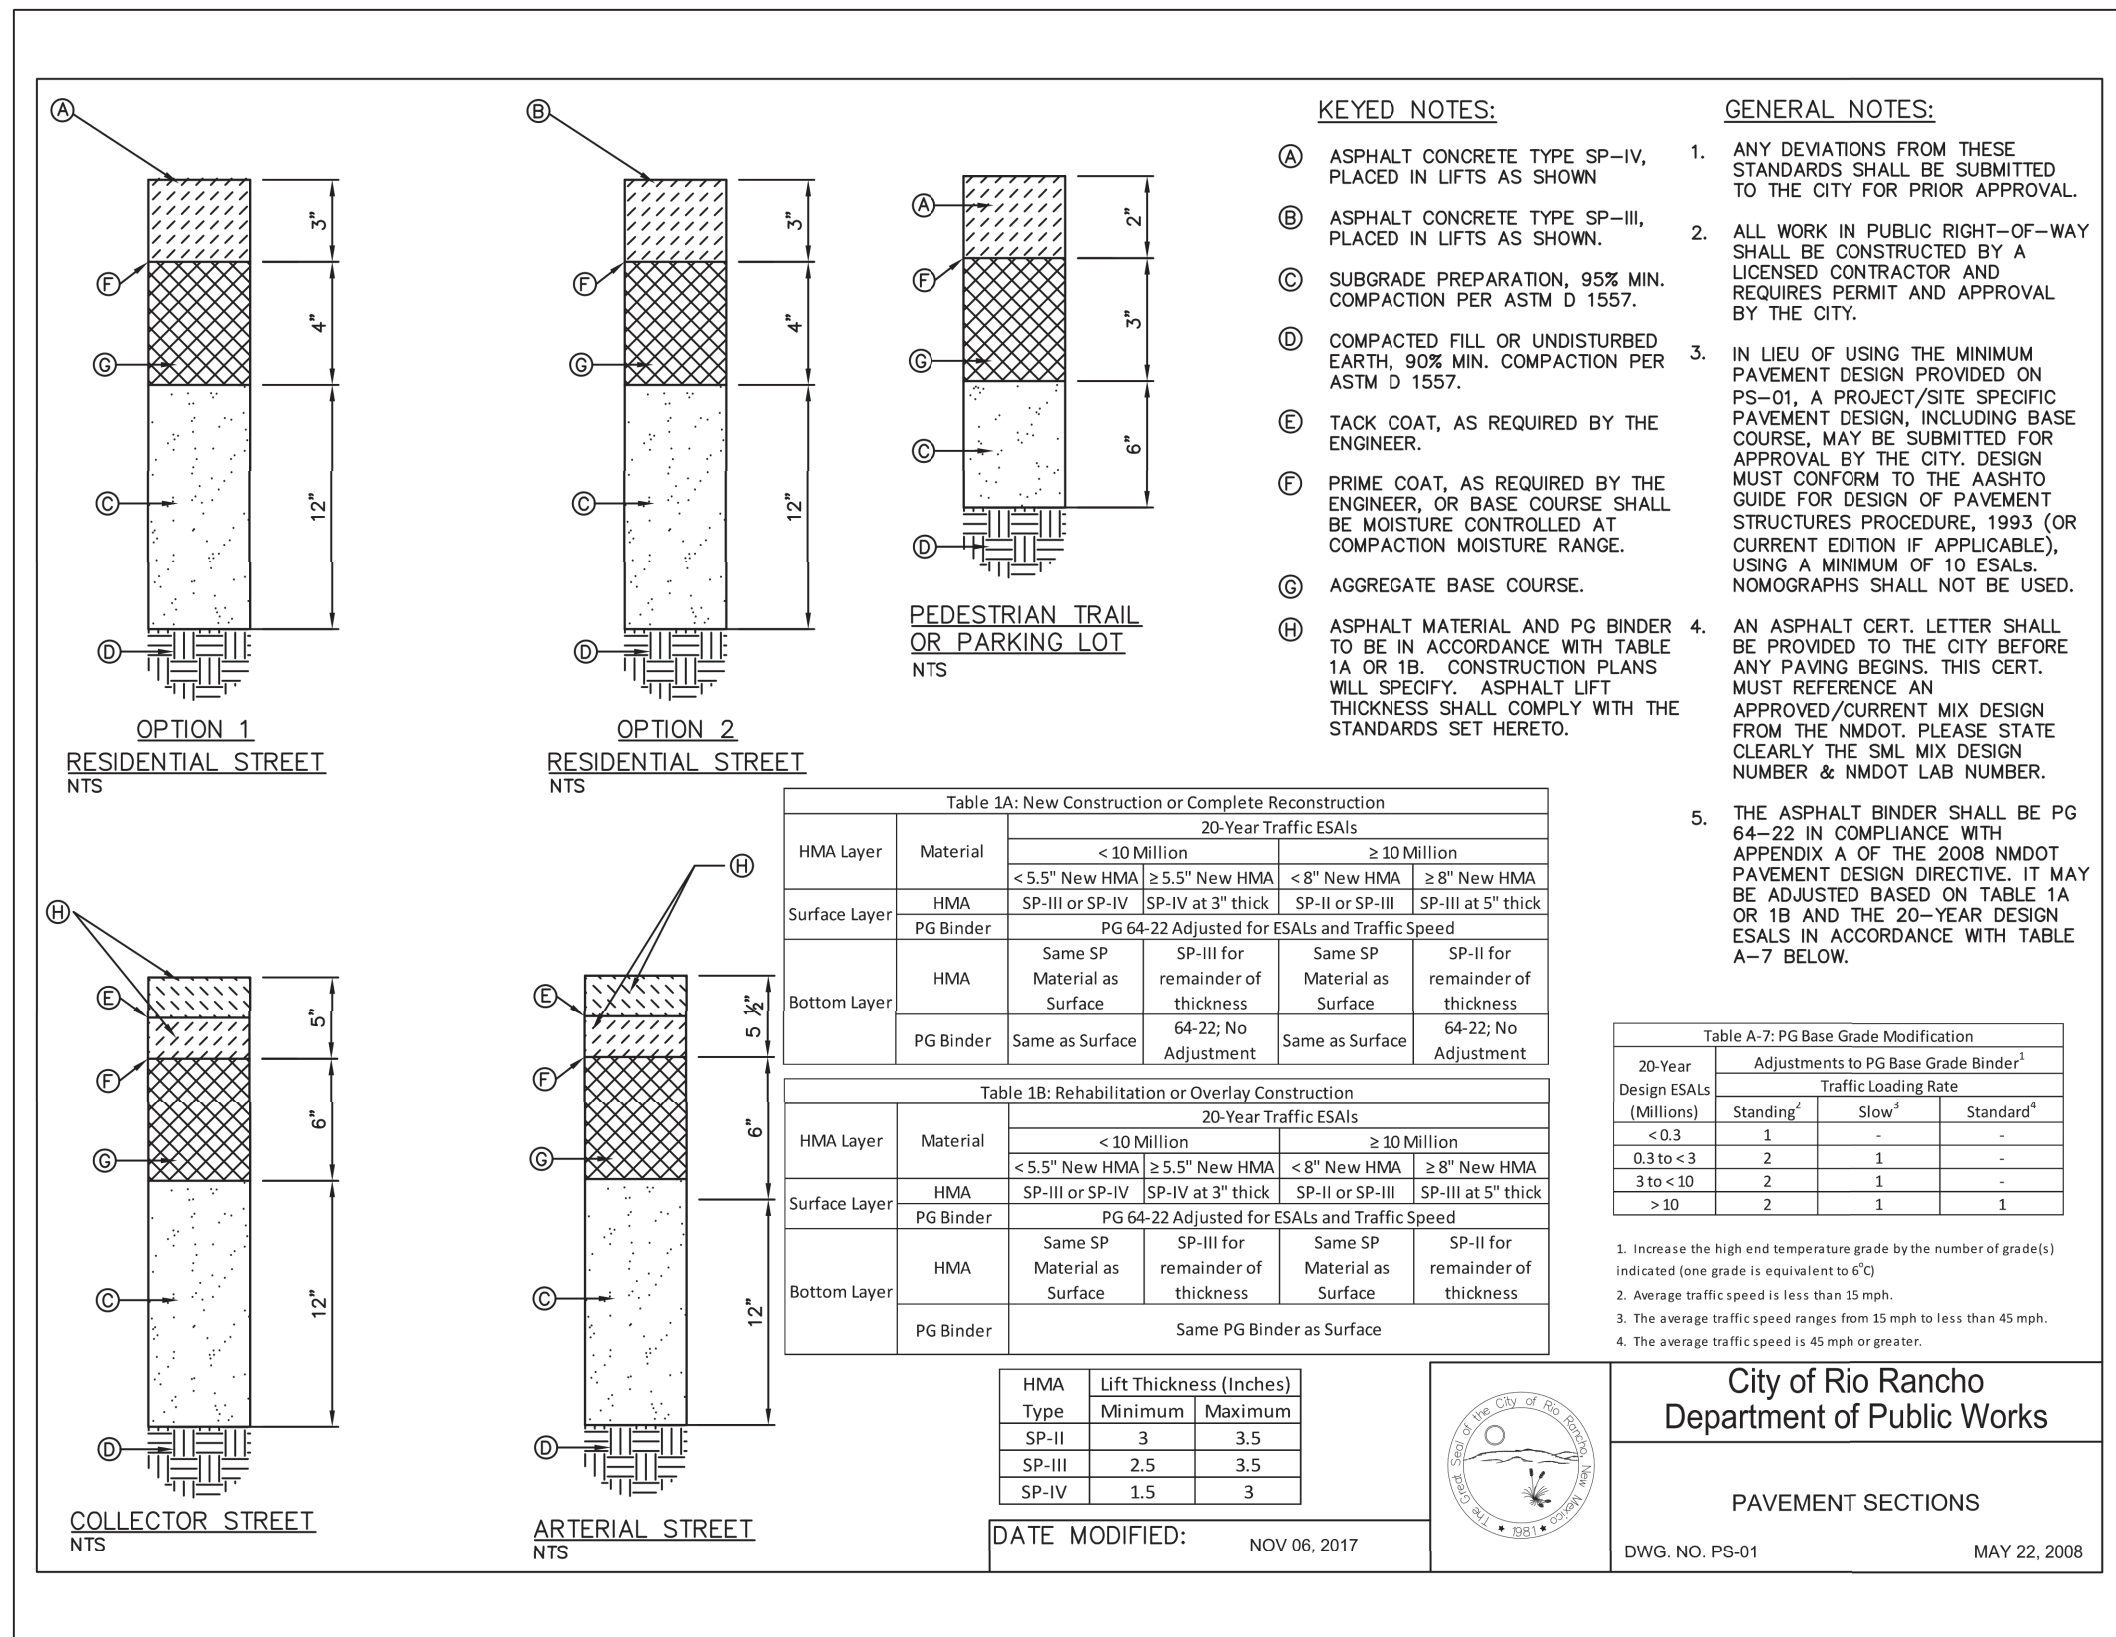 A
3"
F
4"
G
C
12"
D
OPTION 1
RESIDENTIAL STREET
NTS
B
3"
F
4"
G
C
12"
D
OPTION 2
RESIDENTIAL STREET
NTS
A
2"
F
3"
G
C
6"
D
PEDESTRIAN TRAIL
OR PARKING LOT
NTS
H
E
5"
F
6"
G
C
12"
D
COLLECTOR STREET
NTS
H
E
5 ½"
F
6"
G
C
12"
D
ARTERIAL STREET
NTS
KEYED NOTES:
A ASPHALT CONCRETE TYPE SP-IV,
PLACED IN LIFTS AS SHOWN
B ASPHALT CONCRETE TYPE SP-III,
PLACED IN LIFTS AS SHOWN.
C SUBGRADE PREPARATION, 95% MIN.
COMPACTION PER ASTM D 1557.
D COMPACTED FILL OR UNDISTURBED
EARTH, 90% MIN. COMPACTION PER
ASTM D 1557.
E TACK COAT, AS REQUIRED BY THE
ENGINEER.
F PRIME COAT, AS REQUIRED BY THE
ENGINEER, OR BASE COURSE SHALL
BE MOISTURE CONTROLLED AT
COMPACTION MOISTURE RANGE.
G AGGREGATE BASE COURSE.
H ASPHALT MATERIAL AND PG BINDER
TO BE IN ACCORDANCE WITH TABLE
1A OR 1B. CONSTRUCTION PLANS
WILL SPECIFY. ASPHALT LIFT
THICKNESS SHALL COMPLY WITH THE
STANDARDS SET HERETO.
GENERAL NOTES:
1. ANY DEVIATIONS FROM THESE
STANDARDS SHALL BE SUBMITTED
TO THE CITY FOR PRIOR APPROVAL.
2. ALL WORK IN PUBLIC RIGHT-OF-WAY
SHALL BE CONSTRUCTED BY A
LICENSED CONTRACTOR AND
REQUIRES PERMIT AND APPROVAL
BY THE CITY.
3. IN LIEU OF USING THE MINIMUM
PAVEMENT DESIGN PROVIDED ON
PS-01, A PROJECT/SITE SPECIFIC
PAVEMENT DESIGN, INCLUDING BASE
COURSE, MAY BE SUBMITTED FOR
APPROVAL BY THE CITY. DESIGN
MUST CONFORM TO THE AASHTO
GUIDE FOR DESIGN OF PAVEMENT
STRUCTURES PROCEDURE, 1993 (OR
CURRENT EDITION IF APPLICABLE),
USING A MINIMUM OF 10 ESALs.
NOMOGRAPHS SHALL NOT BE USED.
4. AN ASPHALT CERT. LETTER SHALL
BE PROVIDED TO THE CITY BEFORE
ANY PAVING BEGINS. THIS CERT.
MUST REFERENCE AN
APPROVED/CURRENT MIX DESIGN
FROM THE NMDOT. PLEASE STATE
CLEARLY THE SML MIX DESIGN
NUMBER & NMDOT LAB NUMBER.
5. THE ASPHALT BINDER SHALL BE PG
64-22 IN COMPLIANCE WITH
APPENDIX A OF THE 2008 NMDOT
PAVEMENT DESIGN DIRECTIVE. IT MAY
BE ADJUSTED BASED ON TABLE 1A
OR 1B AND THE 20-YEAR DESIGN
ESALS IN ACCORDANCE WITH TABLE
A-7 BELOW.
Table 1A: New Construction or Complete Reconstruction
HMA Layer Material 20-Year Traffic ESAls
< 10 Million ≥ 10 Million
< 5.5" New HMA ≥ 5.5" New HMA < 8" New HMA ≥ 8" New HMA
Surface Layer HMA SP-III or SP-IV SP-IV at 3" thick SP-II or SP-III SP-III at 5" thick
PG Binder PG 64-22 Adjusted for ESALs and Traffic Speed
Bottom Layer HMA
Same SP SP-III for Same SP SP-II for
Material as remainder of Material as remainder of
Surface thickness Surface thickness
PG Binder Same as Surface 64-22; No Adjustment Same as Surface 64-22; No Adjustment
Table 1B: Rehabilitation or Overlay Construction
HMA Layer Material 20-Year Traffic ESAls
< 10 Million ≥ 10 Million
< 5.5" New HMA ≥ 5.5" New HMA < 8" New HMA ≥ 8" New HMA
Surface Layer HMA SP-III or SP-IV SP-IV at 3" thick SP-II or SP-III SP-III at 5" thick
PG Binder PG 64-22 Adjusted for ESALs and Traffic Speed
Bottom Layer HMA
Same SP SP-III for Same SP SP-II for
Material as remainder of Material as remainder of
Surface thickness Surface thickness
PG Binder Same PG Binder as Surface
HMA Lift Thickness (Inches)
Type Minimum Maximum
SP-II 3 3.5
SP-III 2.5 3.5
SP-IV 1.5 3
Table A-7: PG Base Grade Modification
20-Year Adjustments to PG Base Grade Binder¹
Design ESALs Traffic Loading Rate
(Millions) Standing² Slow³ Standard⁴
< 0.3 1 - -
0.3 to < 3 2 1 -
3 to < 10 2 1 -
> 10 2 1 1
1. Increase the high end temperature grade by the number of grade(s)
indicated (one grade is equivalent to 6°C)
2. Average traffic speed is less than 15 mph.
3. The average traffic speed ranges from 15 mph to less than 45 mph.
4. The average traffic speed is 45 mph or greater.
DATE MODIFIED: NOV 06, 2017
The Great Seal of the City of Rio Rancho, New Mexico
1981
City of Rio Rancho
Department of Public Works
PAVEMENT SECTIONS
DWG. NO. PS-01 MAY 22, 2008